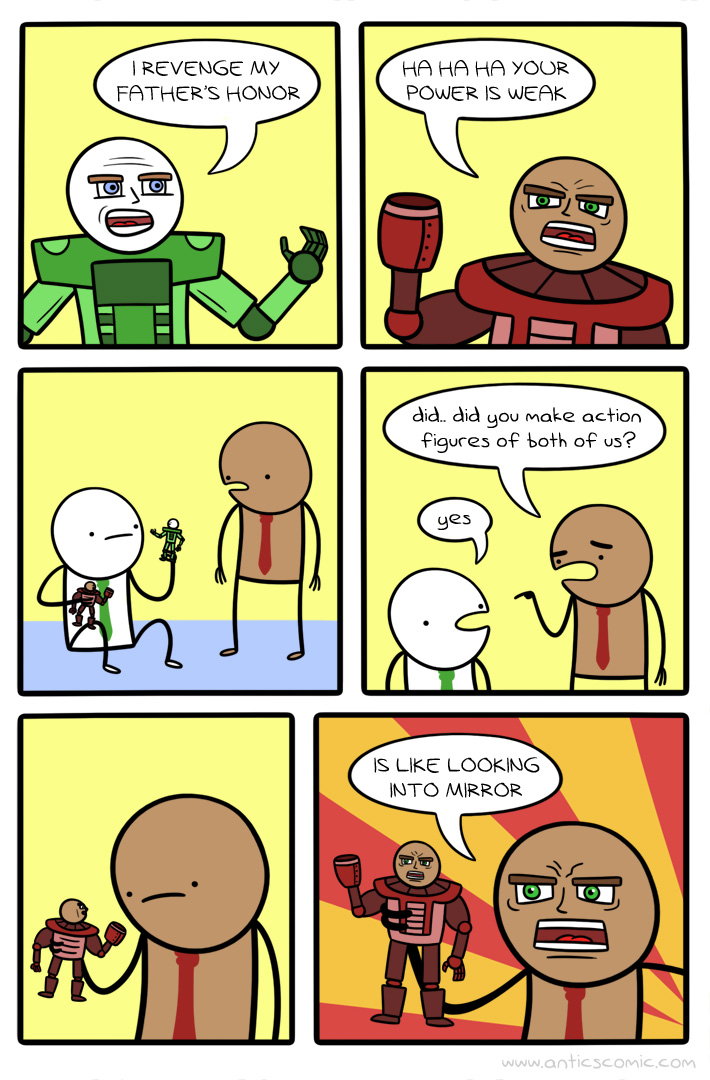 I REVENGE MY
FATHER'S HONOR
HA HA HA YOUR
POWER IS WEAK
did.. did you make action
figures of both of us?
yes
IS LIKE LOOKING
INTO MIRROR
www.anticscomic.com